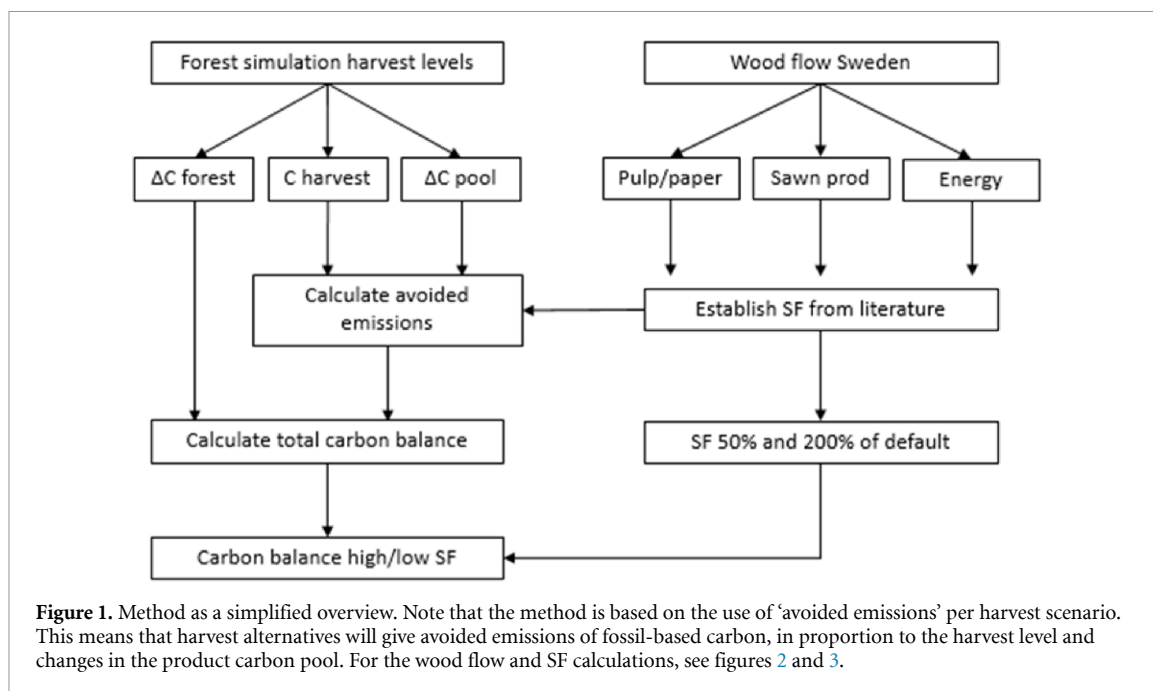 Forest simulation harvest levels
Wood flow Sweden
ΔC forest
C harvest
ΔC pool
Pulp/paper
Sawn prod
Energy
Calculate avoided
emissions
Establish SF from literature
Calculate total carbon balance
SF 50% and 200% of default
Carbon balance high/low SF
Figure 1. Method as a simplified overview. Note that the method is based on the use of ‘avoided emissions’ per harvest scenario.
This means that harvest alternatives will give avoided emissions of fossil-based carbon, in proportion to the harvest level and
changes in the product carbon pool. For the wood flow and SF calculations, see figures 2 and 3.